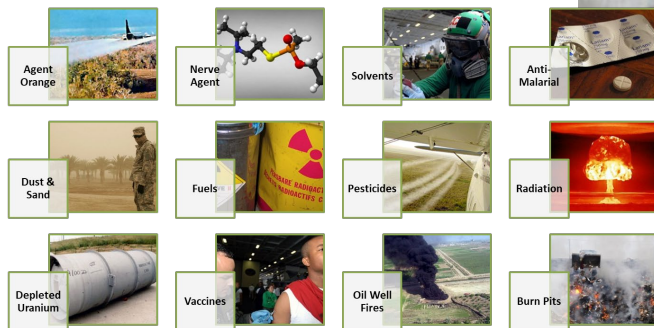 Agent
Orange
Nerve
Agent
Solvents
Anti-
Malarial
Dust &
Sand
Fuels
RADIOACTIFS
Pesticides
Radiation
Depleted
Uranium
Vaccines
Oil Well
Fires
Burn Pits